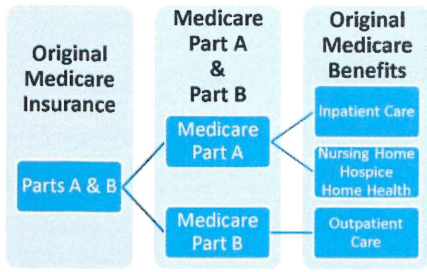 Original
Medicare
Insurance
Parts A & B
Medicare
Part A
&
Part B
Medicare
Part A
Medicare
Part B
Original
Medicare
Benefits
Inpatient Care
Nursing Home
Hospice
Home Health
Outpatient
Care